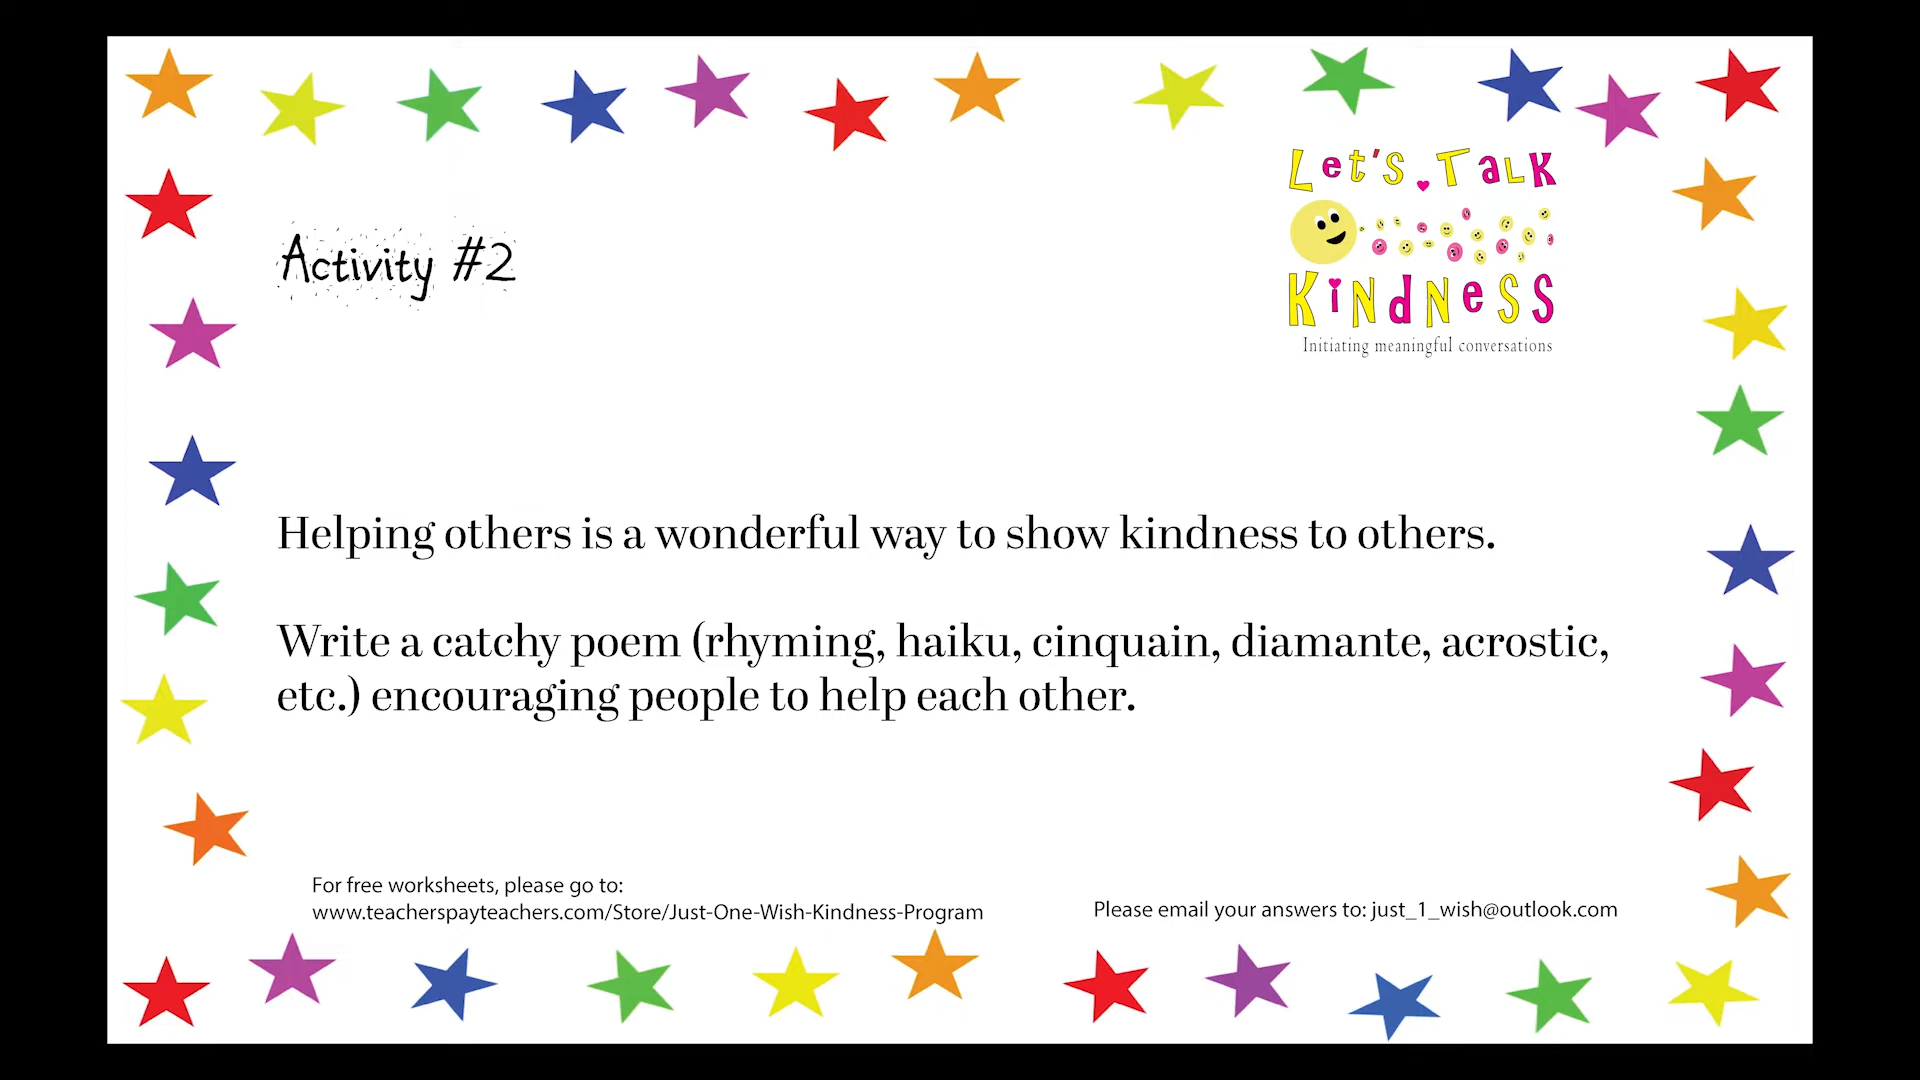 Let's Talk
Kindness
Initiating meaningful conversations
Activity #2
Helping others is a wonderful way to show kindness to others.
Write a catchy poem (rhyming, haiku, cinquain, diamante, acrostic,
etc.) encouraging people to help each other.
For free worksheets, please go to:
www.teacherspayteachers.com/Store/Just-One-Wish-Kindness-Program
Please email your answers to: just_1_wish@outlook.com